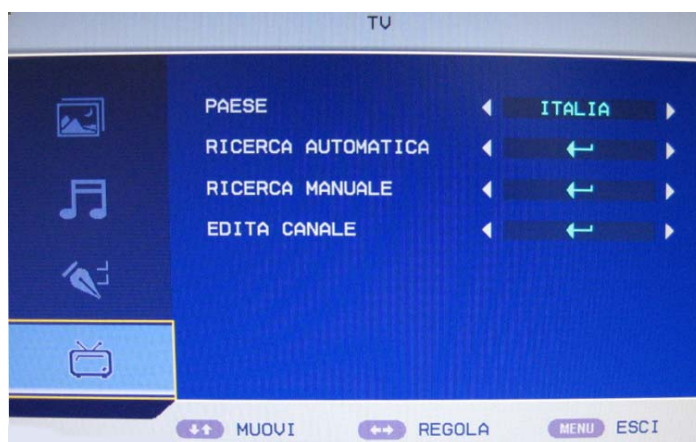 TV
PAESE ITALIA
RICERCA AUTOMATICA
RICERCA MANUALE
EDITA CANALE
MUOVI REGOLA MENU ESCI